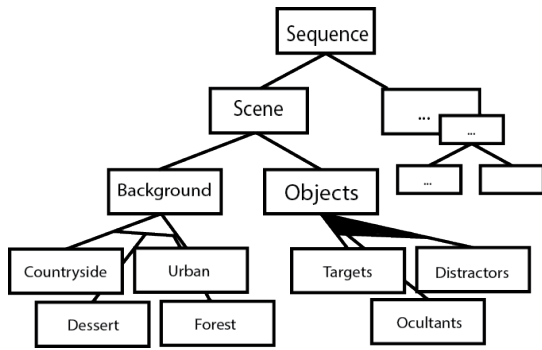 Sequence
Scene
...
...
...
Background
Objects
Countryside
Urban
Targets
Distractors
Dessert
Forest
Ocultants